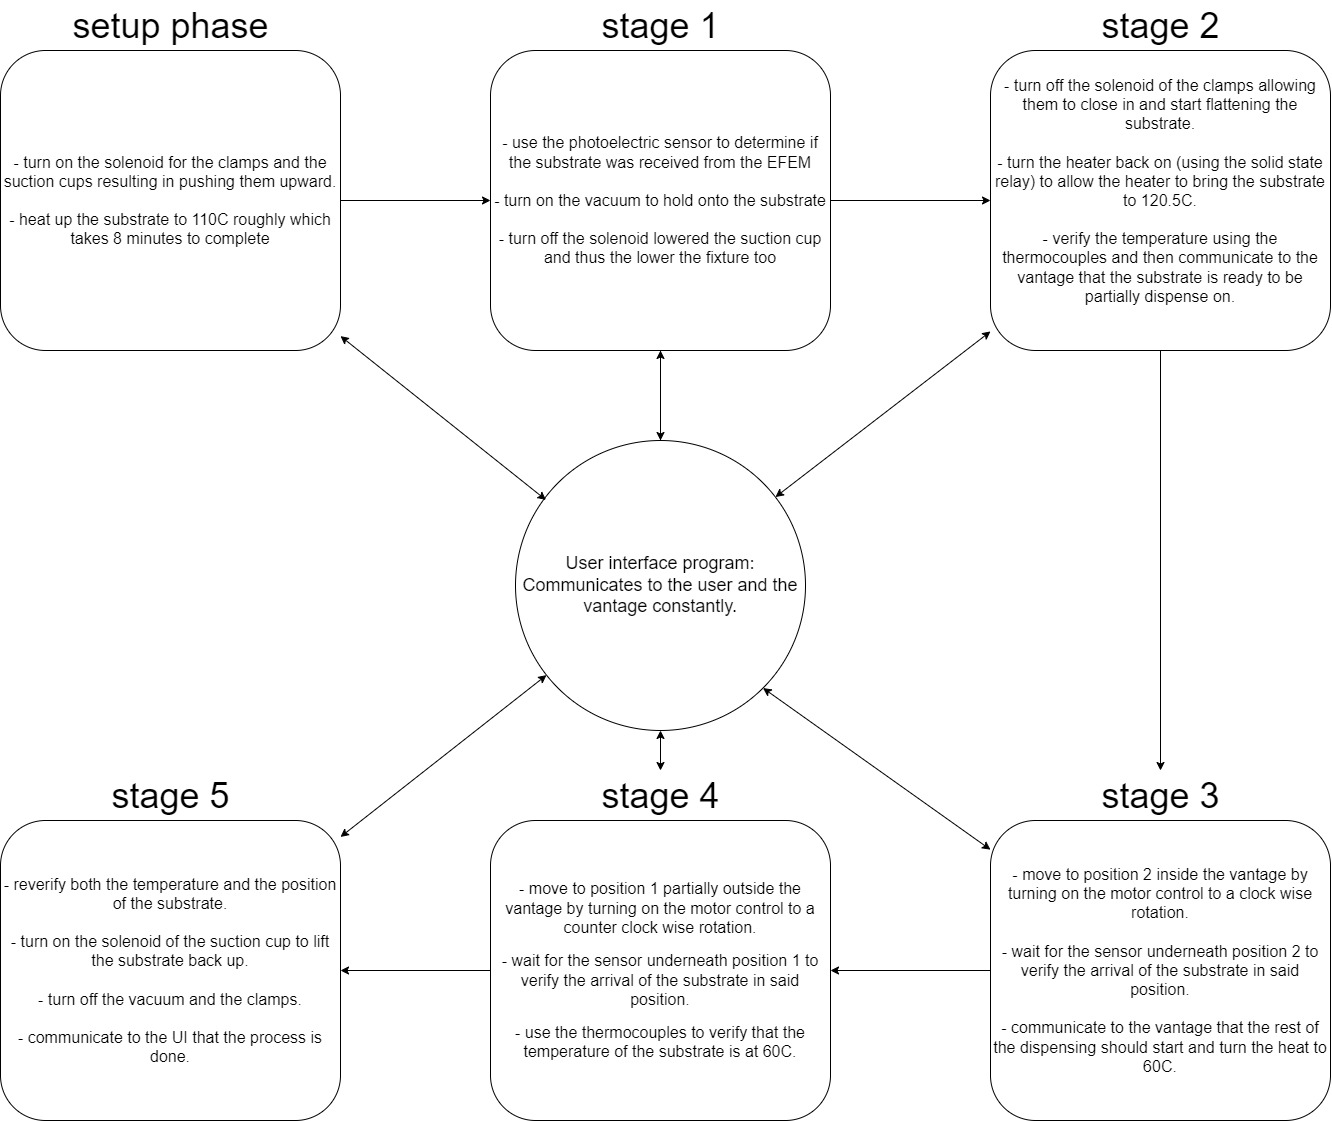 setup phase
- turn on the solenoid for the clamps and the
suction cups resulting in pushing them upward.
- heat up the substrate to 110C roughly which
takes 8 minutes to complete
stage 1
- use the photoelectric sensor to determine if
the substrate was received from the EFEM
- turn on the vacuum to hold onto the substrate
- turn off the solenoid lowered the suction cup
and thus the lower the fixture too
stage 2
- turn off the solenoid of the clamps allowing
them to close in and start flattening the
substrate.
- turn the heater back on (using the solid state
relay) to allow the heater to bring the substrate
to 120.5C.
- verify the temperature using the
thermocouples and then communicate to the
vantage that the substrate is ready to be
partially dispense on.
User interface program:
Communicates to the user and the
vantage constantly.
stage 5
- reverify both the temperature and the position
of the substrate.
- turn on the solenoid of the suction cup to lift
the substrate back up.
- turn off the vacuum and the clamps.
- communicate to the UI that the process is
done.
stage 4
- move to position 1 partially outside the
vantage by turning on the motor control to a
counter clock wise rotation.
- wait for the sensor underneath position 1 to
verify the arrival of the substrate in said
position.
- use the thermocouples to verify that the
temperature of the substrate is at 60C.
stage 3
- move to position 2 inside the vantage by
turning on the motor control to a clock wise
rotation.
- wait for the sensor underneath position 2 to
verify the arrival of the substrate in said
position.
- communicate to the vantage that the rest of
the dispensing should start and turn the heat to
60C.